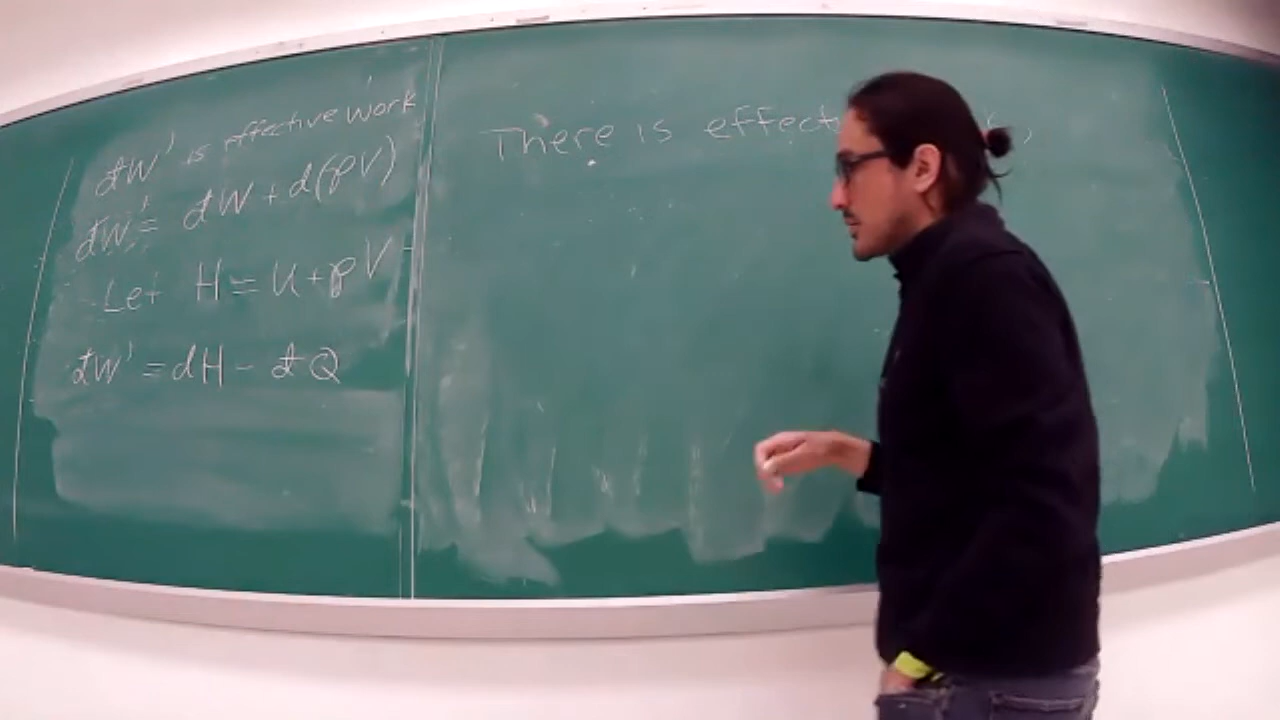 đW' is effective work
đW' = đW + d(pV)
Let H = U + pV
đW' = dH - đQ
There is effect